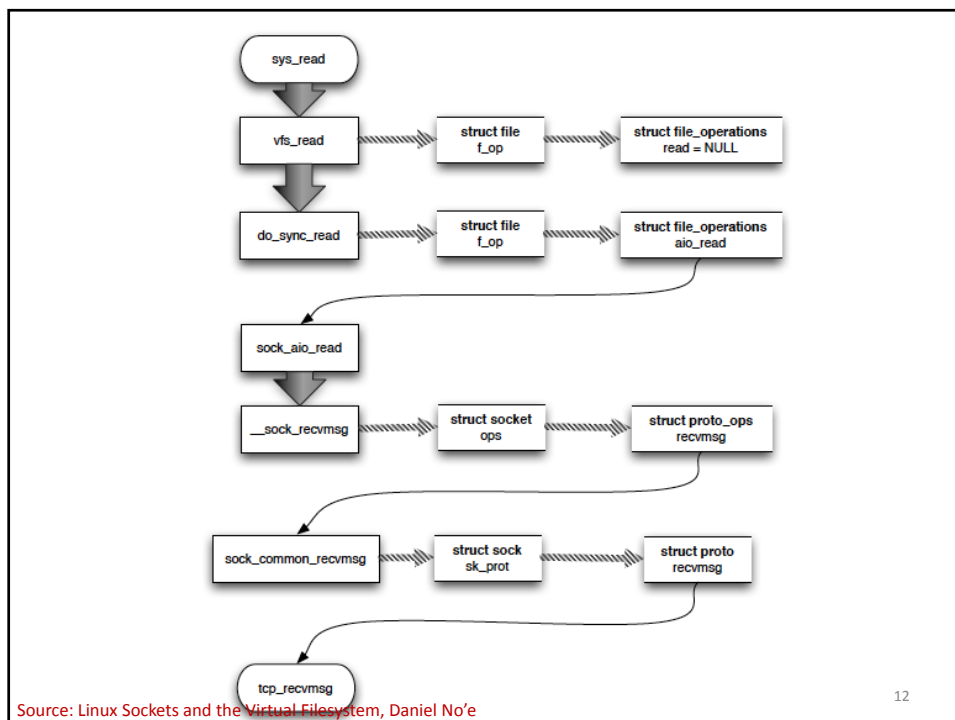 sys_read
vfs_read
struct file
f_op
struct file_operations
read = NULL
do_sync_read
struct file
f_op
struct file_operations
aio_read
sock_aio_read
__sock_recvmsg
struct socket
ops
struct proto_ops
recvmsg
sock_common_recvmsg
struct sock
sk_prot
struct proto
recvmsg
tcp_recvmsg
Source: Linux Sockets and the Virtual Filesystem, Daniel No'e
12